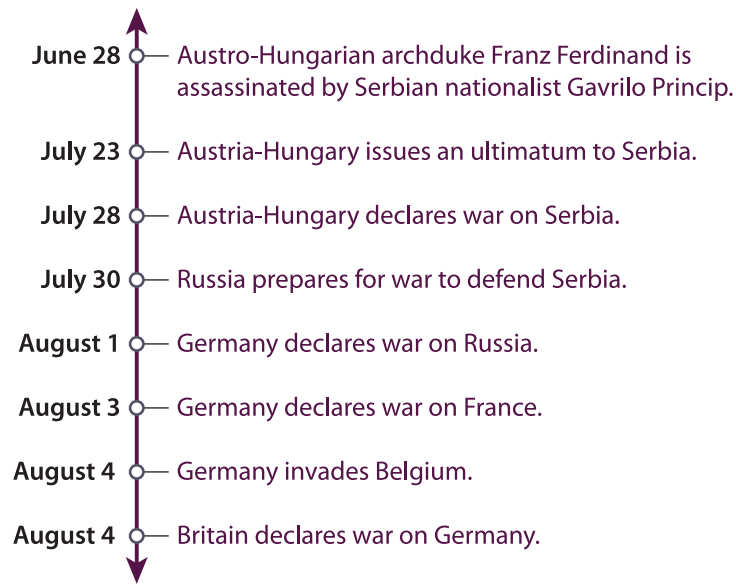 June 28 Austro-Hungarian archduke Franz Ferdinand is
assassinated by Serbian nationalist Gavrilo Princip.
July 23 Austria-Hungary issues an ultimatum to Serbia.
July 28 Austria-Hungary declares war on Serbia.
July 30 Russia prepares for war to defend Serbia.
August 1 Germany declares war on Russia.
August 3 Germany declares war on France.
August 4 Germany invades Belgium.
August 4 Britain declares war on Germany.